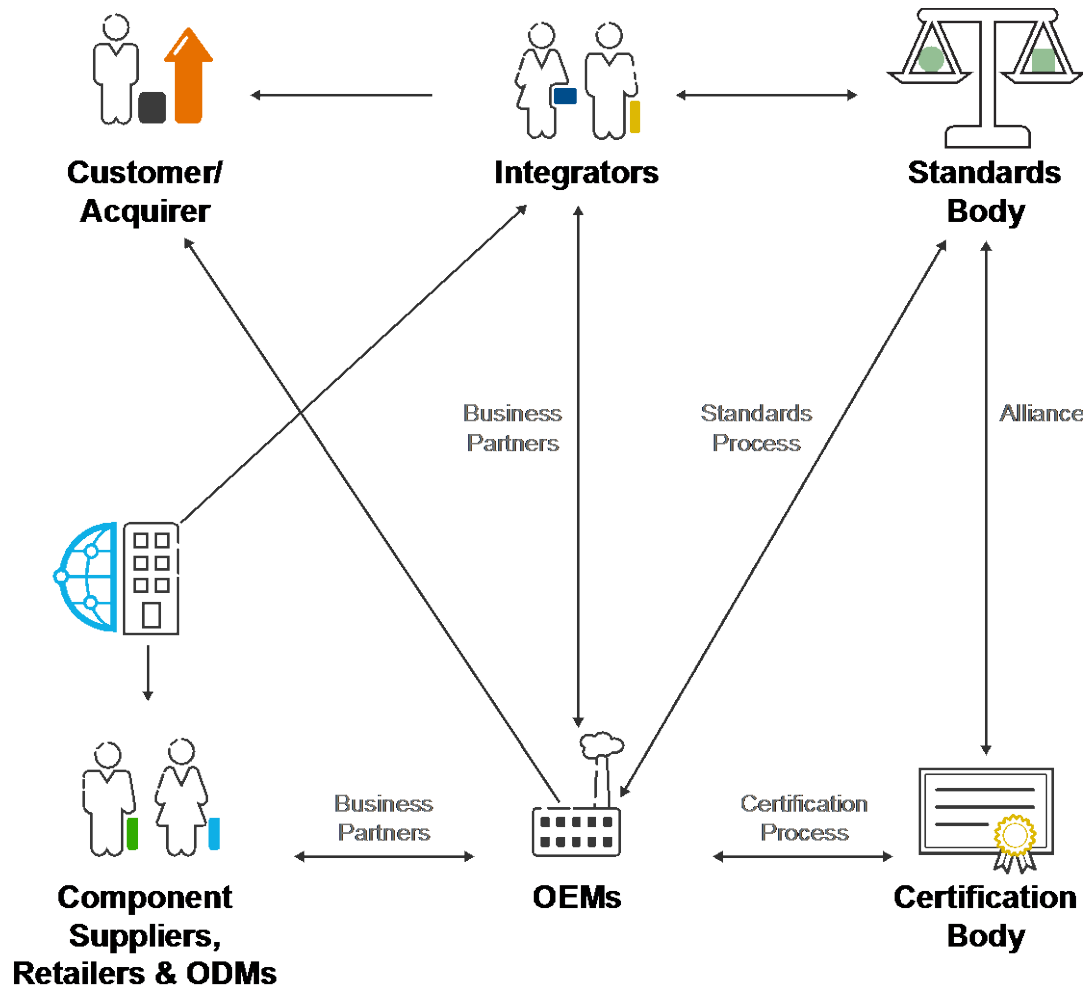 Customer/
Acquirer
Integrators
Standards
Body
Business
Partners
Standards
Process
Alliance
Business
Partners
Certification
Process
Component
Suppliers,
Retailers & ODMs
OEMs
Certification
Body